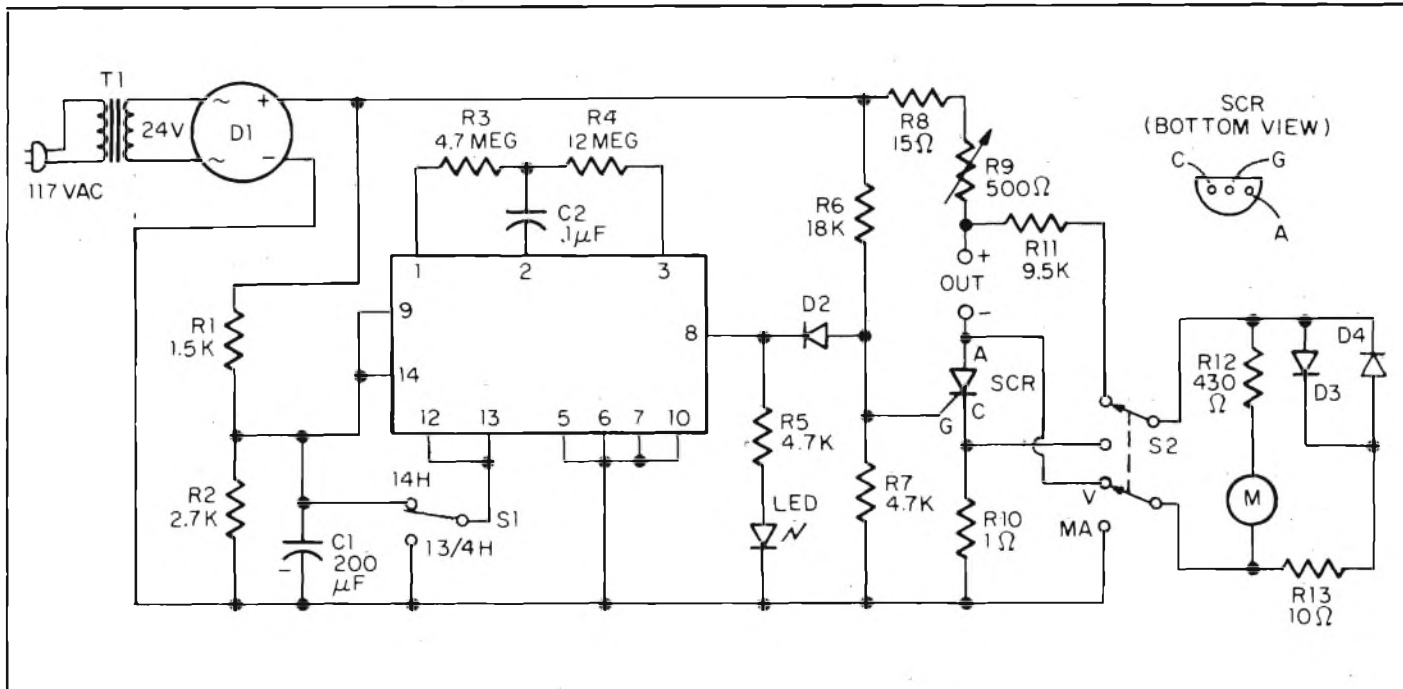 T1
117 VAC
24V
~
~
D1
+
-
R1
1.5K
R2
2.7K
C1
200
µF
-
R3
4.7 MEG
R4
12 MEG
C2
.1µF
1
2
3
9
14
12
13
5
6
7
10
8
14H
S1
13/4H
D2
R5
4.7K
LED
R6
18K
R7
4.7K
R8
15Ω
R9
500Ω
+
OUT
-
R11
9.5K
A
SCR
C
G
R10
1Ω
SCR
(BOTTOM VIEW)
C
G
A
S2
V
MA
R12
430
Ω
D3
D4
M
R13
10Ω